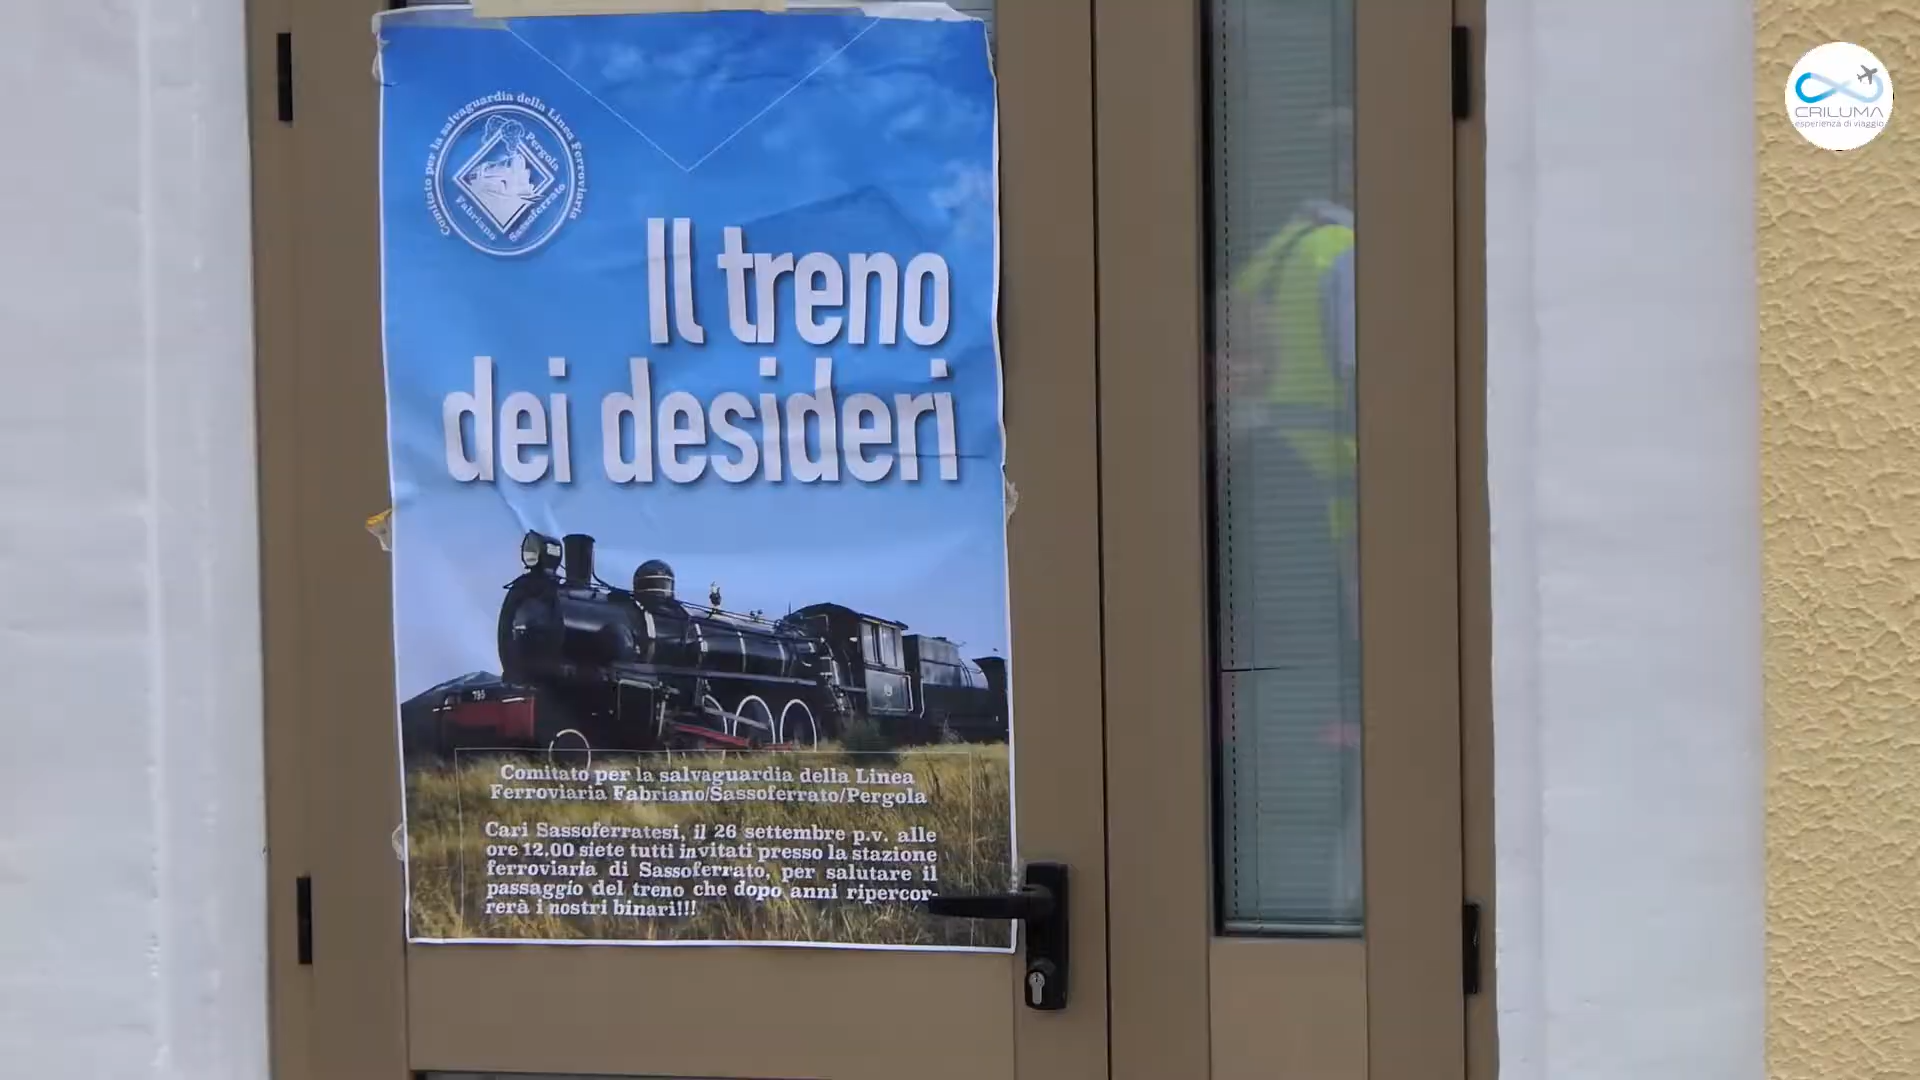 Comitato per la salvaguardia della Linea Ferroviaria
Pergola
Fabriano
Sassoferrato
Il treno
dei desideri
795
Comitato per la salvaguardia della Linea
Ferroviaria Fabriano/Sassoferrato/Pergola
Cari Sassoferratesi, il 26 settembre p.v. alle
ore 12.00 siete tutti invitati presso la stazione
ferroviaria di Sassoferrato, per salutare il
passaggio del treno che dopo anni ripercor-
rerà i nostri binari!!!
CRILUMA
esperienza di viaggio